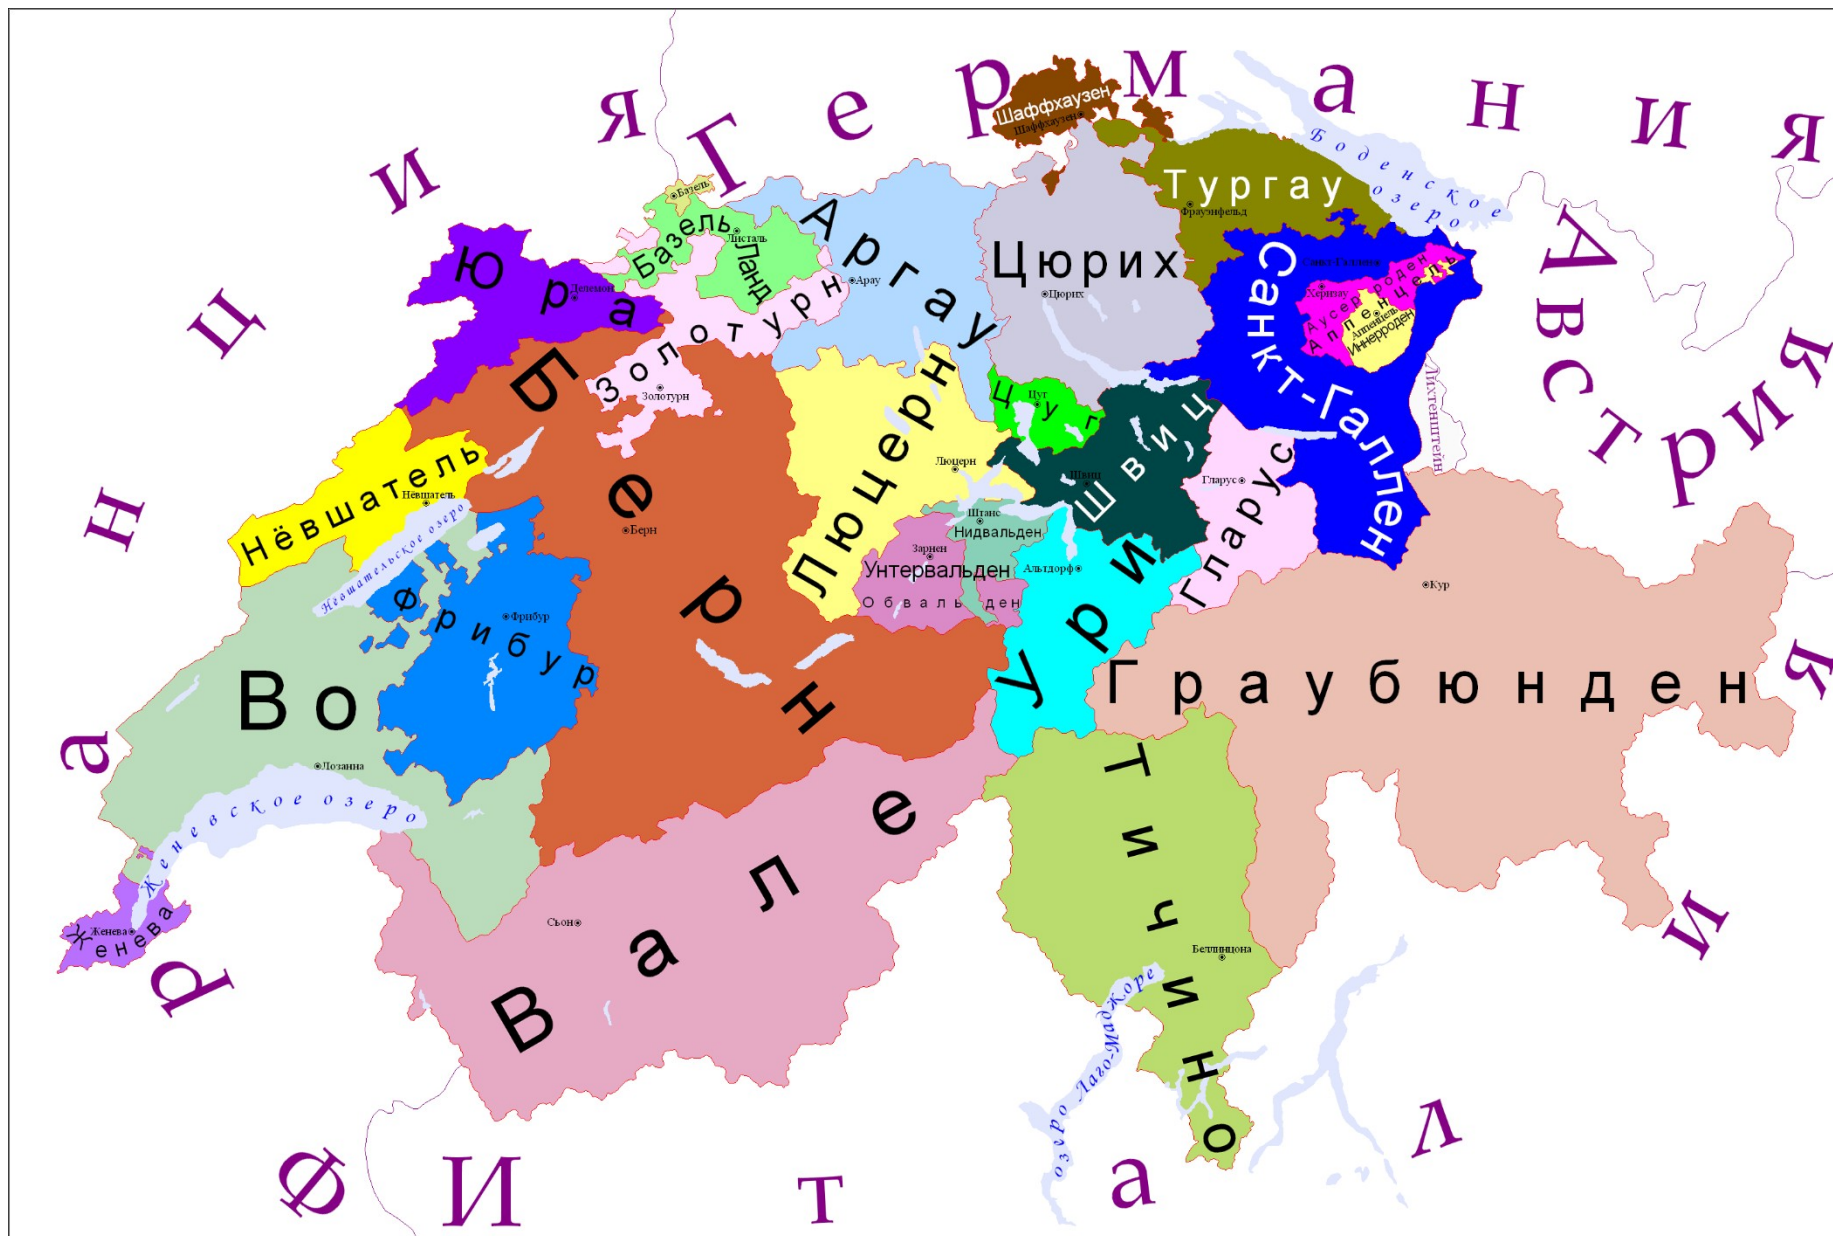 Франция
Германия
Австрия
Италия
Лихтенштейн
Шаффхаузен
Шаффхаузен
Боденское озеро
Тургау
Фрауэнфельд
Базель
Базель Ланд
Листаль
Аргау
Арау
Цюрих
Цюрих
Санкт-Галлен
Санкт-Галлен
Аппенцель
Аусерроден
Херизау
Аппенцель
Иннерроден
Юра
Делемон
Золотурн
Золотурн
Берн
Берн
Люцерн
Люцерн
Цуг
Цуг
Швиц
Швиц
Гларус
Гларус
Нёвшатель
Нёвшатель
Невшательское озеро
Штанс
Нидвальден
Зарнен
Унтервальден
Обвальден
Альтдорф
Ури
Кур
Граубюнден
Фрибур
Фрибур
Во
Лозанна
Женевское озеро
Женева
Женева
Сьон
Вале
Тичино
Беллинцона
озеро Лаго-Маджоре